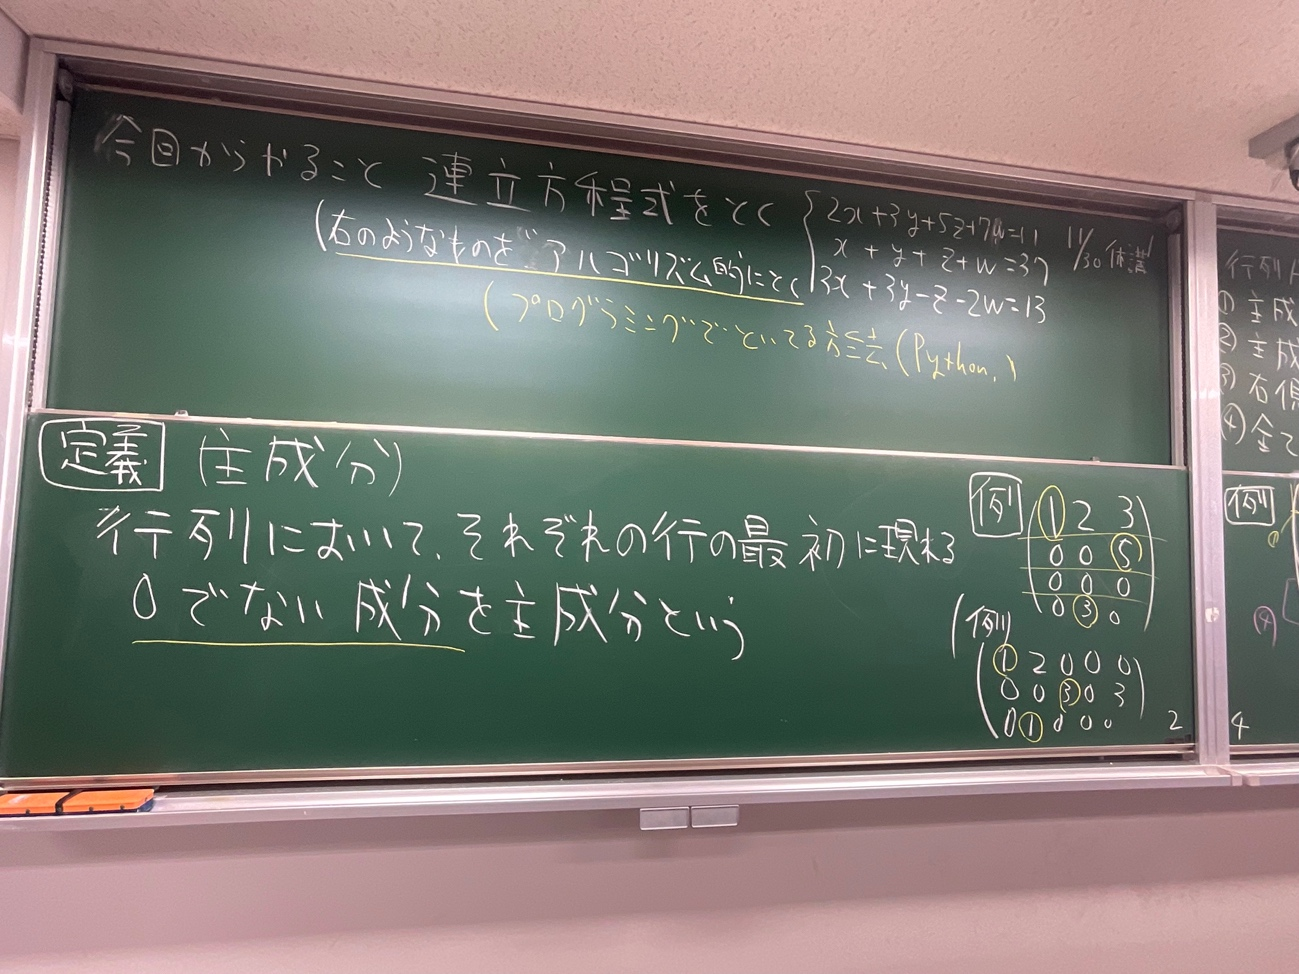 今回からやること 連立方程式をとく
2x+3y+5z+7w=11
x+y+z+w=37
3x+3y-z-2w=13
11/30 休講
(右のようなものを アルゴリズム的にとく
(プログラミングでといてる方法 (Python, )
定義 (主成分)
行列において、それぞれの行の最初に現れる
0でない成分を主成分という
例
1 2 3
0 0 5
0 0 0
0 3 0
(例)
1 2 0 0 0
0 0 3 0 3
0 1 0 0 0
2
行列
① 主成
② 主成
③ 右側
④ 全て
例
4